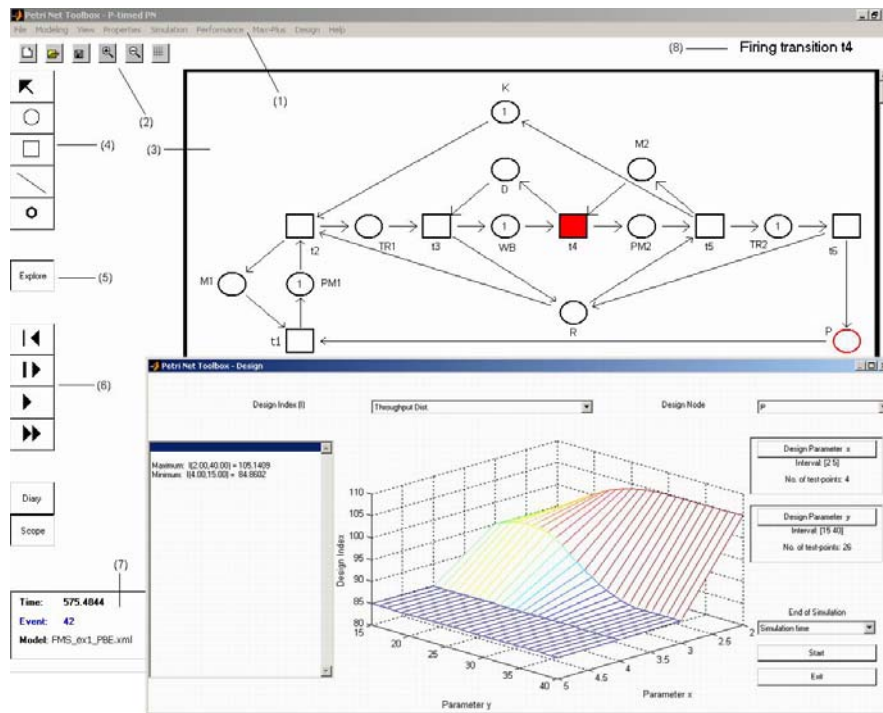 Petri Net Toolbox - P-timed PN
File Modeling View Properties Simulation Performance Max-Plus Design Help
(8) Firing transition t4
(1)
(2)
(3)
(4)
(5)
(6)
(7)
Explore
Diary
Scope
K
1
M2
D
t2
TR1
t3
1
WB
t4
PM2
t5
1
TR2
t6
M1
1
PM1
R
P
t1
Time: 575.4844
Event: 42
Model: FMS_ex1_PBE.xml
Petri Net Toolbox - Design
Design Index (I)
Throughput Dist.
Design Node
P
Maximum: I(2.00,40.00) = 105.1409
Minimum: I(4.00,15.00) = 84.8602
Design Parameter x
Interval: [2 5]
No. of test-points: 4
Design Parameter y
Interval: [15 40]
No. of test-points: 26
End of Simulation
Simulation time
Start
Exit
Design Index
110
105
100
95
90
85
80
15
20
25
30
35
40
Parameter y
5
4.5
4
3.5
3
2.5
2
Parameter x